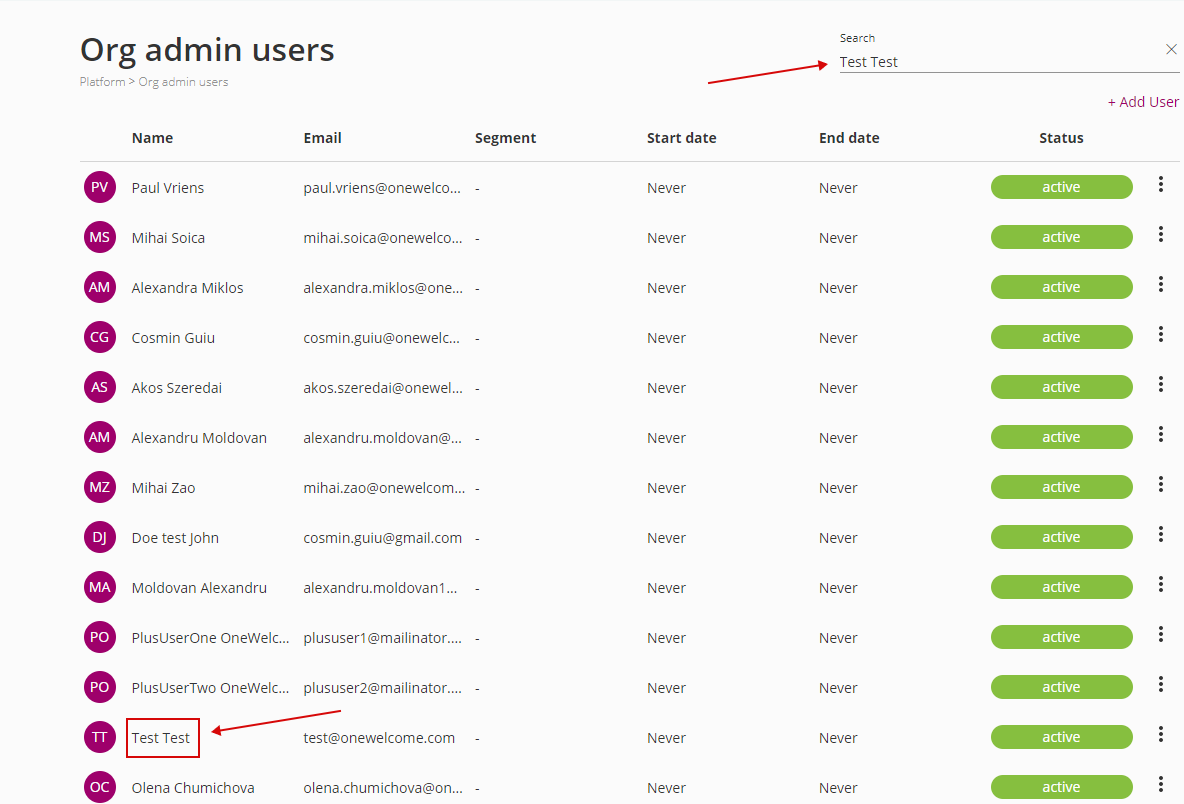 Org admin users
Platform > Org admin users
Search
Test Test
+ Add User
Name Email Segment Start date End date Status
PV Paul Vriens paul.vriens@onewelco... - Never Never active
MS Mihai Soica mihai.soica@onewelco... - Never Never active
AM Alexandra Miklos alexandra.miklos@one... - Never Never active
CG Cosmin Guiu cosmin.guiu@onewelc... - Never Never active
AS Akos Szeredai akos.szeredai@onewel... - Never Never active
AM Alexandru Moldovan alexandru.moldovan@... - Never Never active
MZ Mihai Zao mihai.zao@onewelcom... - Never Never active
DJ Doe test John cosmin.guiu@gmail.com - Never Never active
MA Moldovan Alexandru alexandru.moldovan1... - Never Never active
PO PlusUserOne OneWelc... plususer1@mailinator.... - Never Never active
PO PlusUserTwo OneWelc... plususer2@mailinator.... - Never Never active
TT Test Test test@onewelcome.com - Never Never active
OC Olena Chumichova olena.chumichova@on... - Never Never active